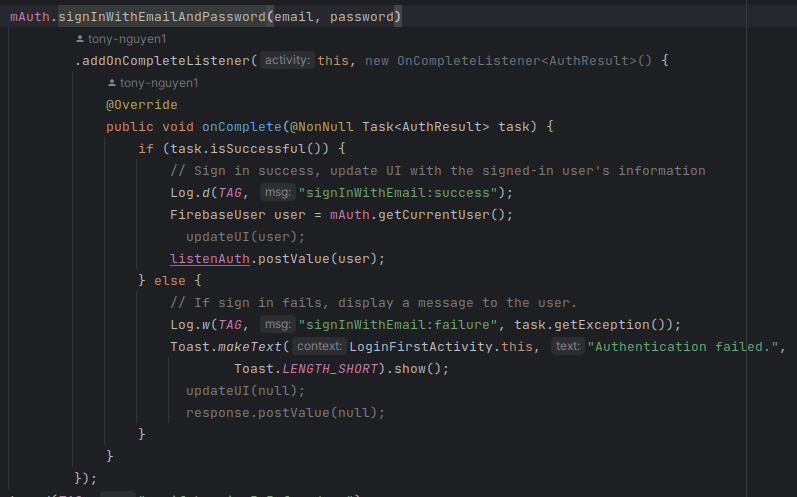 mAuth.signInWithEmailAndPassword(email, password)
tony-nguyen1
.addOnCompleteListener( activity: this, new OnCompleteListener<AuthResult>() {
tony-nguyen1
@Override
public void onComplete(@NonNull Task<AuthResult> task) {
if (task.isSuccessful()) {
// Sign in success, update UI with the signed-in user's information
Log.d(TAG, msg: "signInWithEmail:success");
FirebaseUser user = mAuth.getCurrentUser();
updateUI(user);
listenAuth.postValue(user);
} else {
// If sign in fails, display a message to the user.
Log.w(TAG, msg: "signInWithEmail:failure", task.getException());
Toast.makeText( context: LoginFirstActivity.this, text: "Authentication failed.",
Toast.LENGTH_SHORT).show();
updateUI(null);
response.postValue(null);
}
}
});